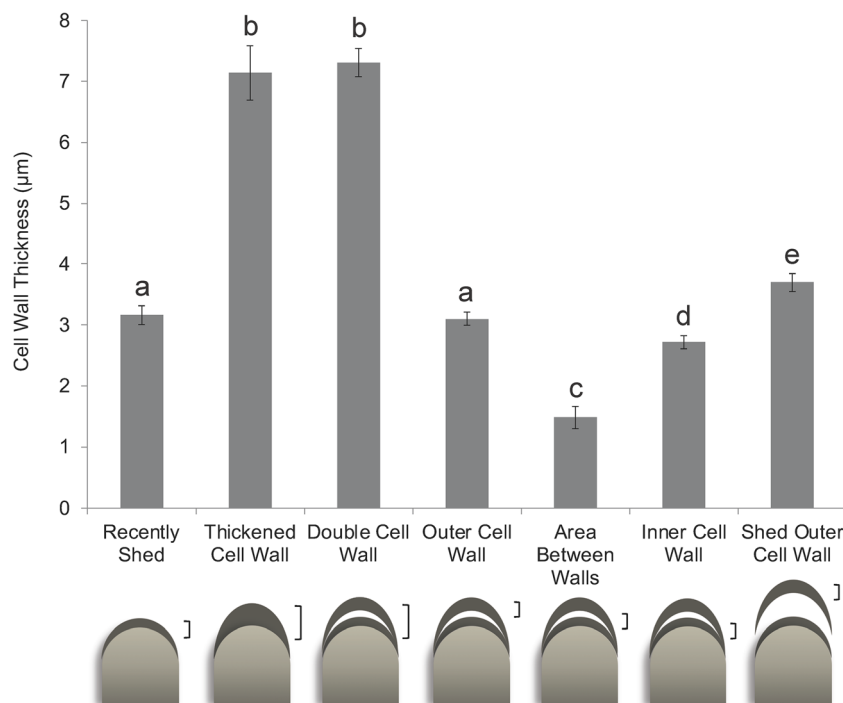 8
7
6
5
4
3
2
1
0
Cell Wall Thickness (µm)
a
b
b
a
c
d
e
Recently
Shed
Thickened
Cell Wall
Double Cell
Wall
Outer Cell
Wall
Area
Between
Walls
Inner Cell
Wall
Shed Outer
Cell Wall